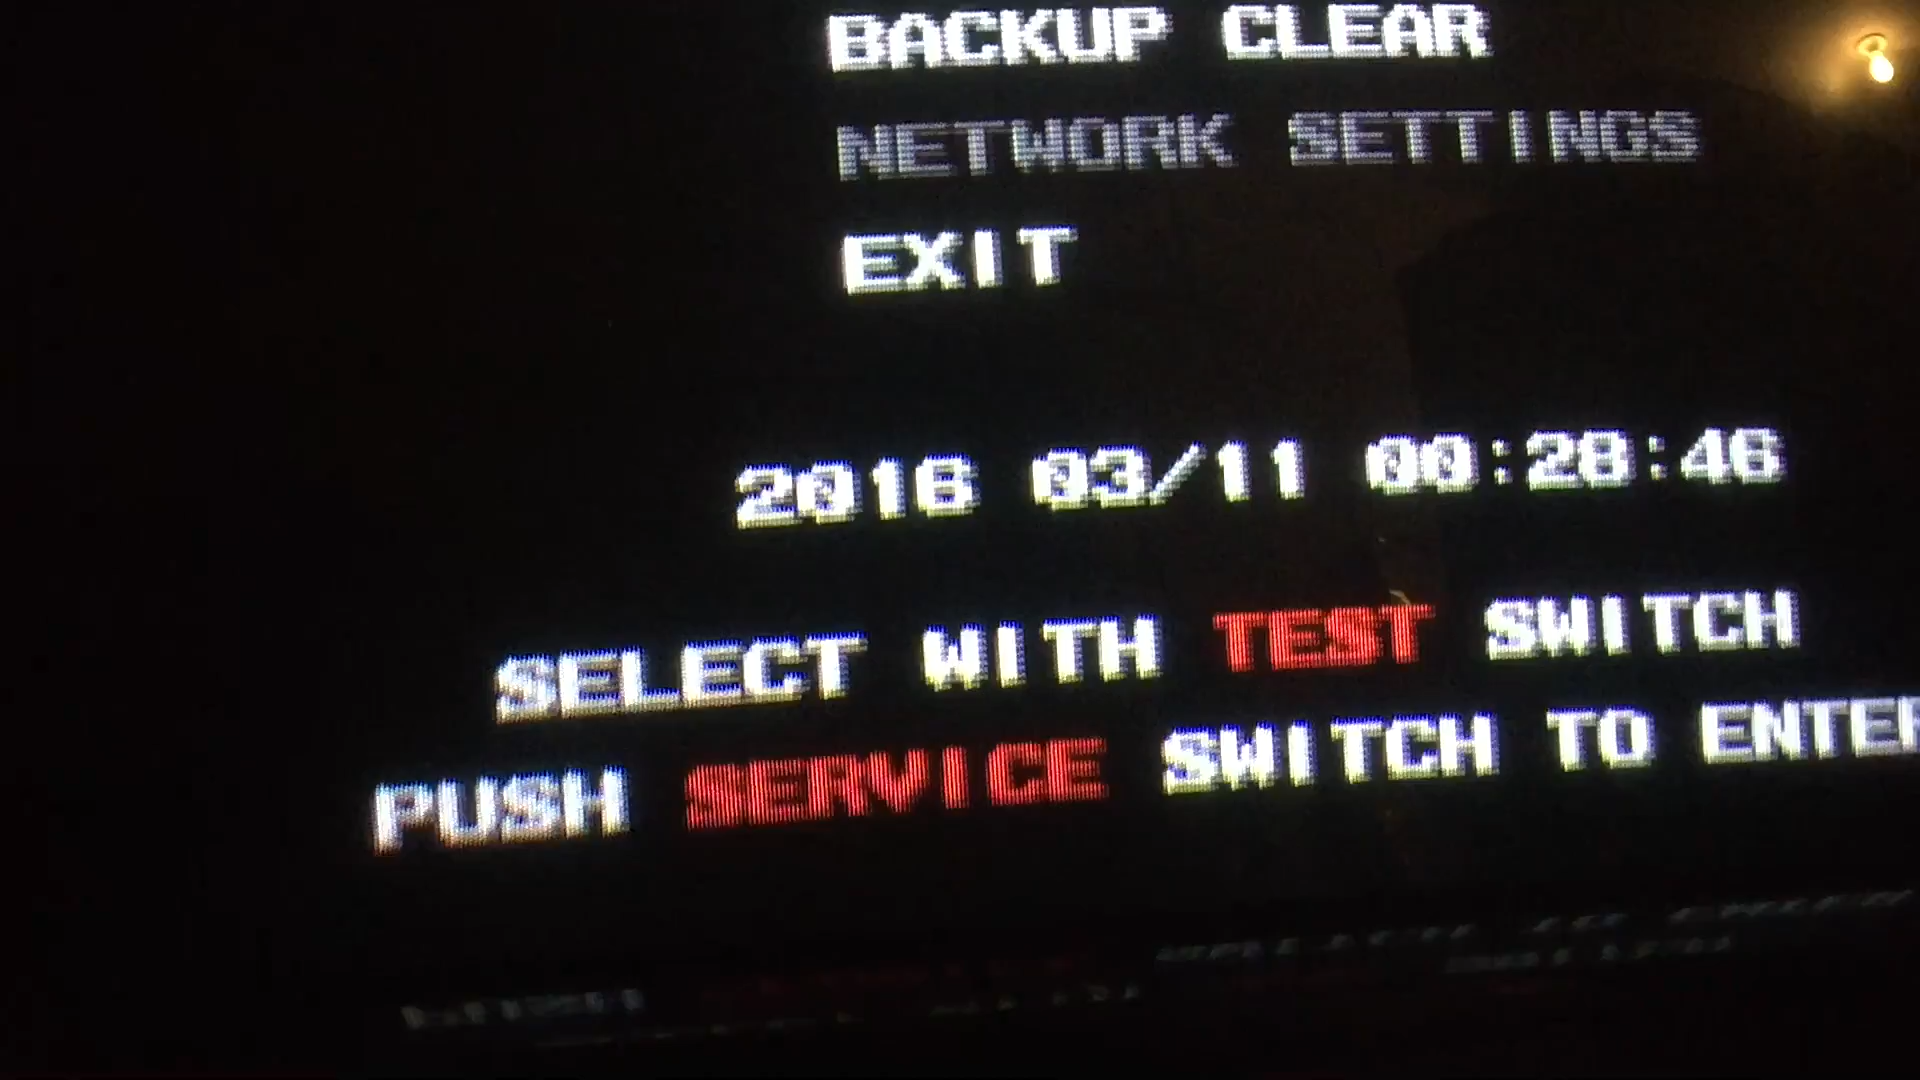 BACKUP CLEAR
NETWORK SETTINGS
EXIT
2016 03/11 00:28:46
SELECT WITH TEST SWITCH
PUSH SERVICE SWITCH TO ENTER